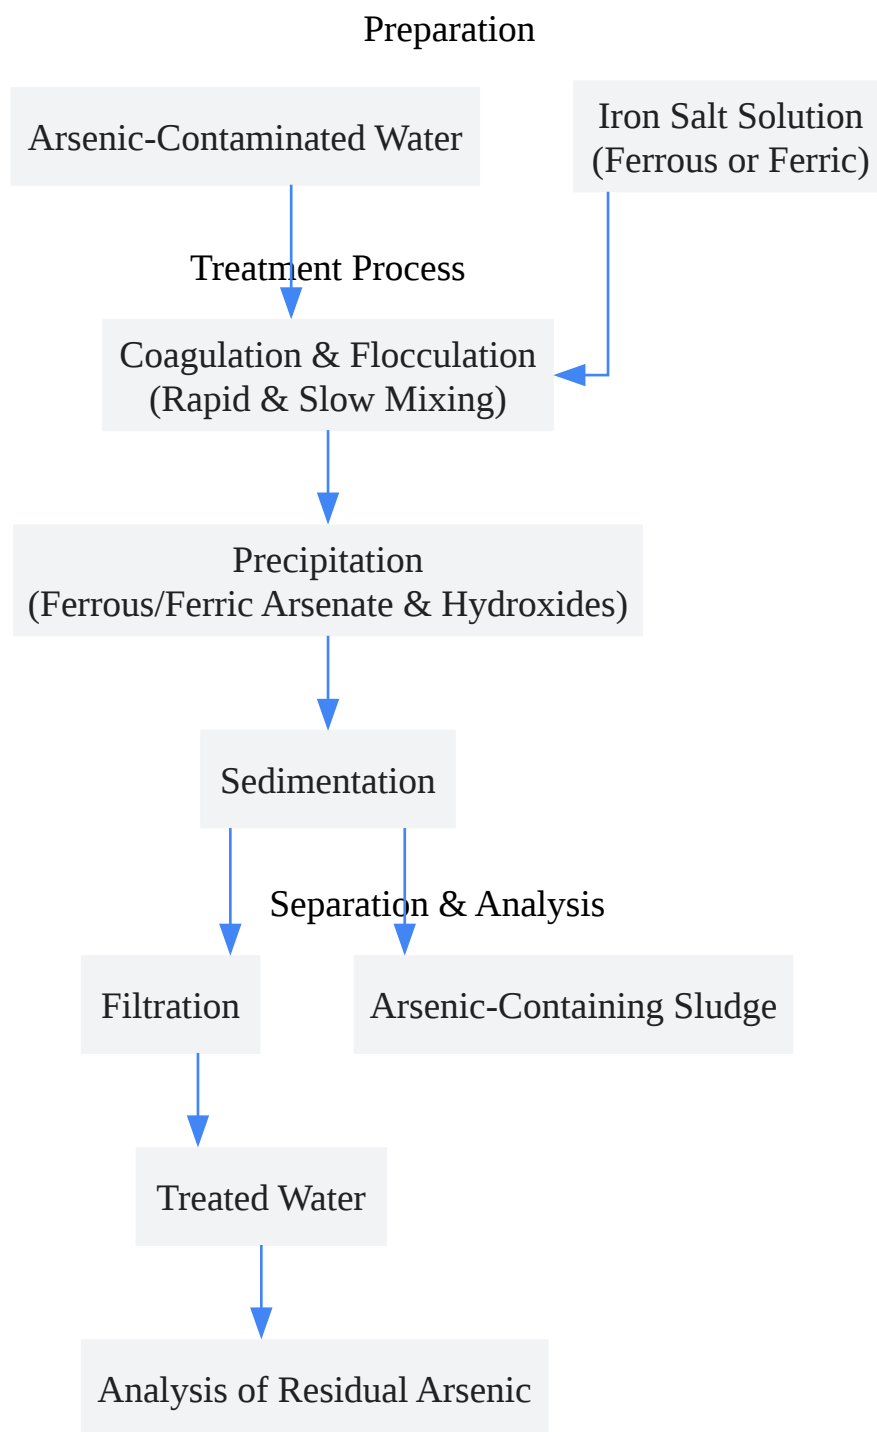 Preparation
Arsenic-Contaminated Water
Iron Salt Solution
(Ferrous or Ferric)
Treatment Process
Coagulation & Flocculation
(Rapid & Slow Mixing)
Precipitation
(Ferrous/Ferric Arsenate & Hydroxides)
Sedimentation
Separation & Analysis
Filtration
Arsenic-Containing Sludge
Treated Water
Analysis of Residual Arsenic